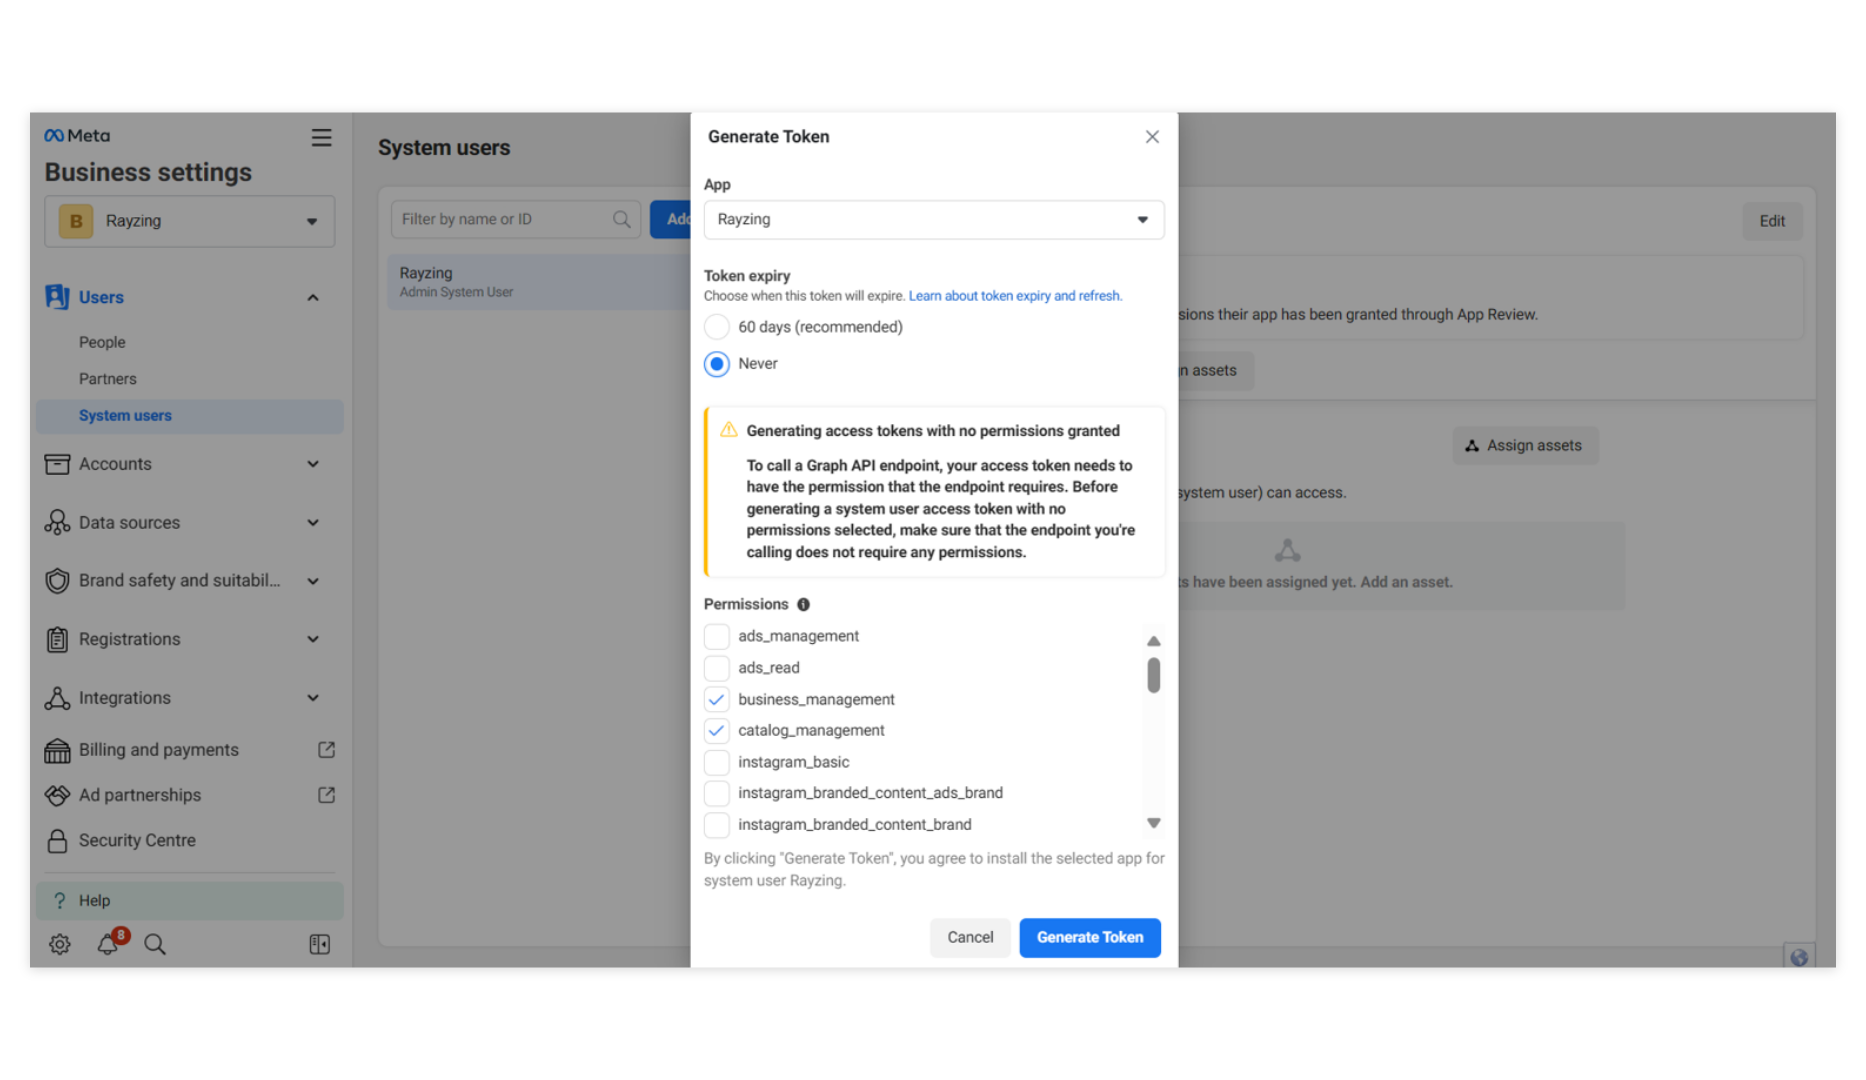 Meta
Business settings
B Rayzing
Users
People
Partners
System users
Accounts
Data sources
Brand safety and suitabil...
Registrations
Integrations
Billing and payments
Ad partnerships
Security Centre
? Help
8
System users
Filter by name or ID
Add
Rayzing
Admin System User
Generate Token
App
Rayzing
Token expiry
Choose when this token will expire. Learn about token expiry and refresh.
60 days (recommended)
Never
Generating access tokens with no permissions granted
To call a Graph API endpoint, your access token needs to
have the permission that the endpoint requires. Before
generating a system user access token with no
permissions selected, make sure that the endpoint you're
calling does not require any permissions.
Permissions
ads_management
ads_read
business_management
catalog_management
instagram_basic
instagram_branded_content_ads_brand
instagram_branded_content_brand
By clicking "Generate Token", you agree to install the selected app for
system user Rayzing.
Cancel
Generate Token
Edit
sions their app has been granted through App Review.
n assets
Assign assets
system user) can access.
ts have been assigned yet. Add an asset.